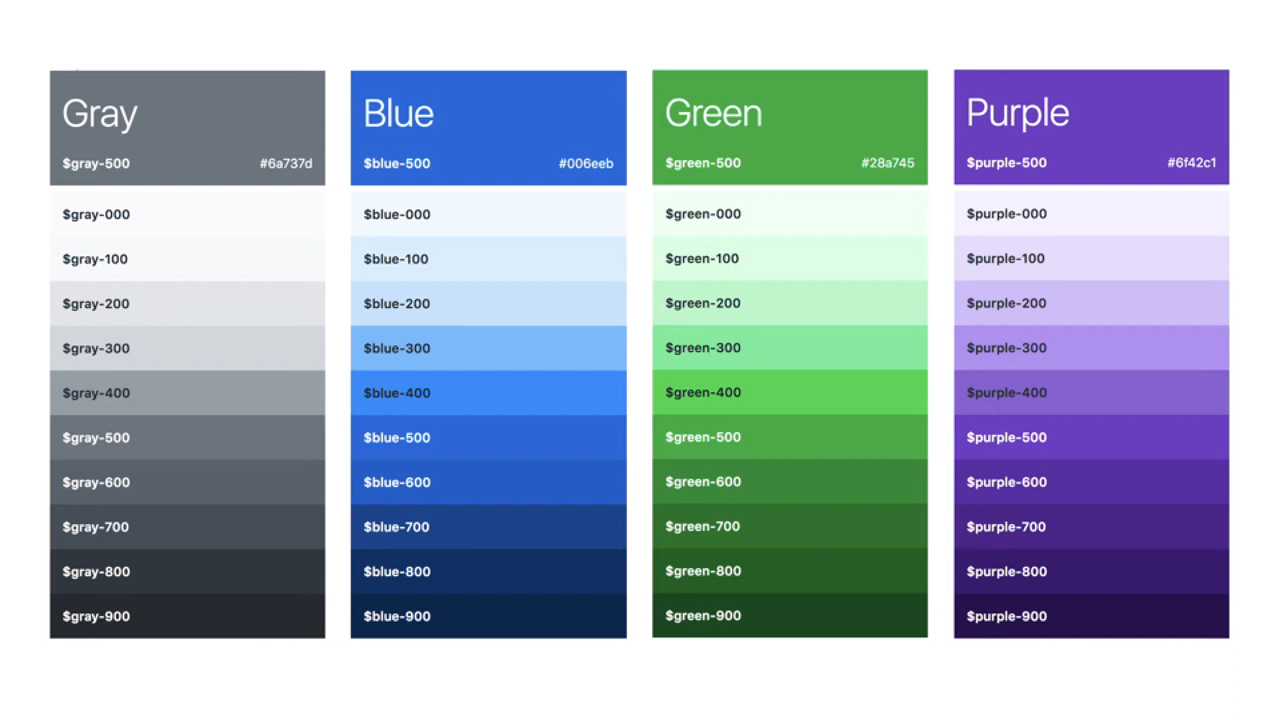 Gray
$gray-500 #6a737d
$gray-000
$gray-100
$gray-200
$gray-300
$gray-400
$gray-500
$gray-600
$gray-700
$gray-800
$gray-900
Blue
$blue-500 #006eeb
$blue-000
$blue-100
$blue-200
$blue-300
$blue-400
$blue-500
$blue-600
$blue-700
$blue-800
$blue-900
Green
$green-500 #28a745
$green-000
$green-100
$green-200
$green-300
$green-400
$green-500
$green-600
$green-700
$green-800
$green-900
Purple
$purple-500 #6f42c1
$purple-000
$purple-100
$purple-200
$purple-300
$purple-400
$purple-500
$purple-600
$purple-700
$purple-800
$purple-900